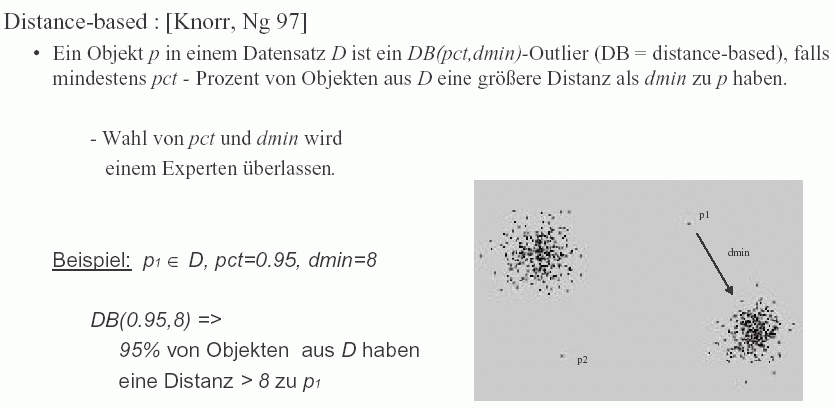 Distance-based : [Knorr, Ng 97]
• Ein Objekt p in einem Datensatz D ist ein DB(pct,dmin)-Outlier (DB = distance-based), falls
mindestens pct - Prozent von Objekten aus D eine größere Distanz als dmin zu p haben.
- Wahl von pct und dmin wird
einem Experten überlassen.
Beispiel: p1 ∈ D, pct=0.95, dmin=8
DB(0.95,8) =>
95% von Objekten aus D haben
eine Distanz > 8 zu p1
p1
dmin
p2